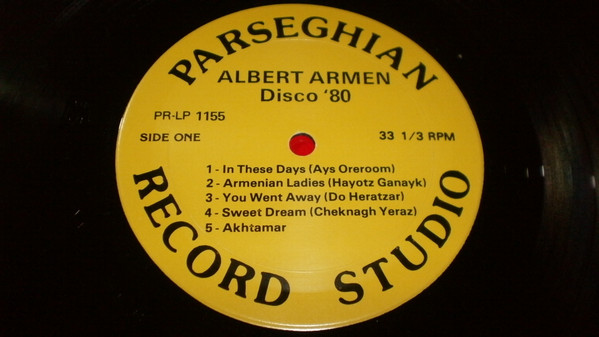 PARSEGHIAN
ALBERT ARMEN
Disco '80
PR-LP 1155
SIDE ONE
33 1/3 RPM
1 - In These Days (Ays Oreroom)
2 - Armenian Ladies (Hayotz Ganayk)
3 - You Went Away (Do Heratzar)
4 - Sweet Dream (Cheknagh Yeraz)
5 - Akhtamar
RECORD STUDIO